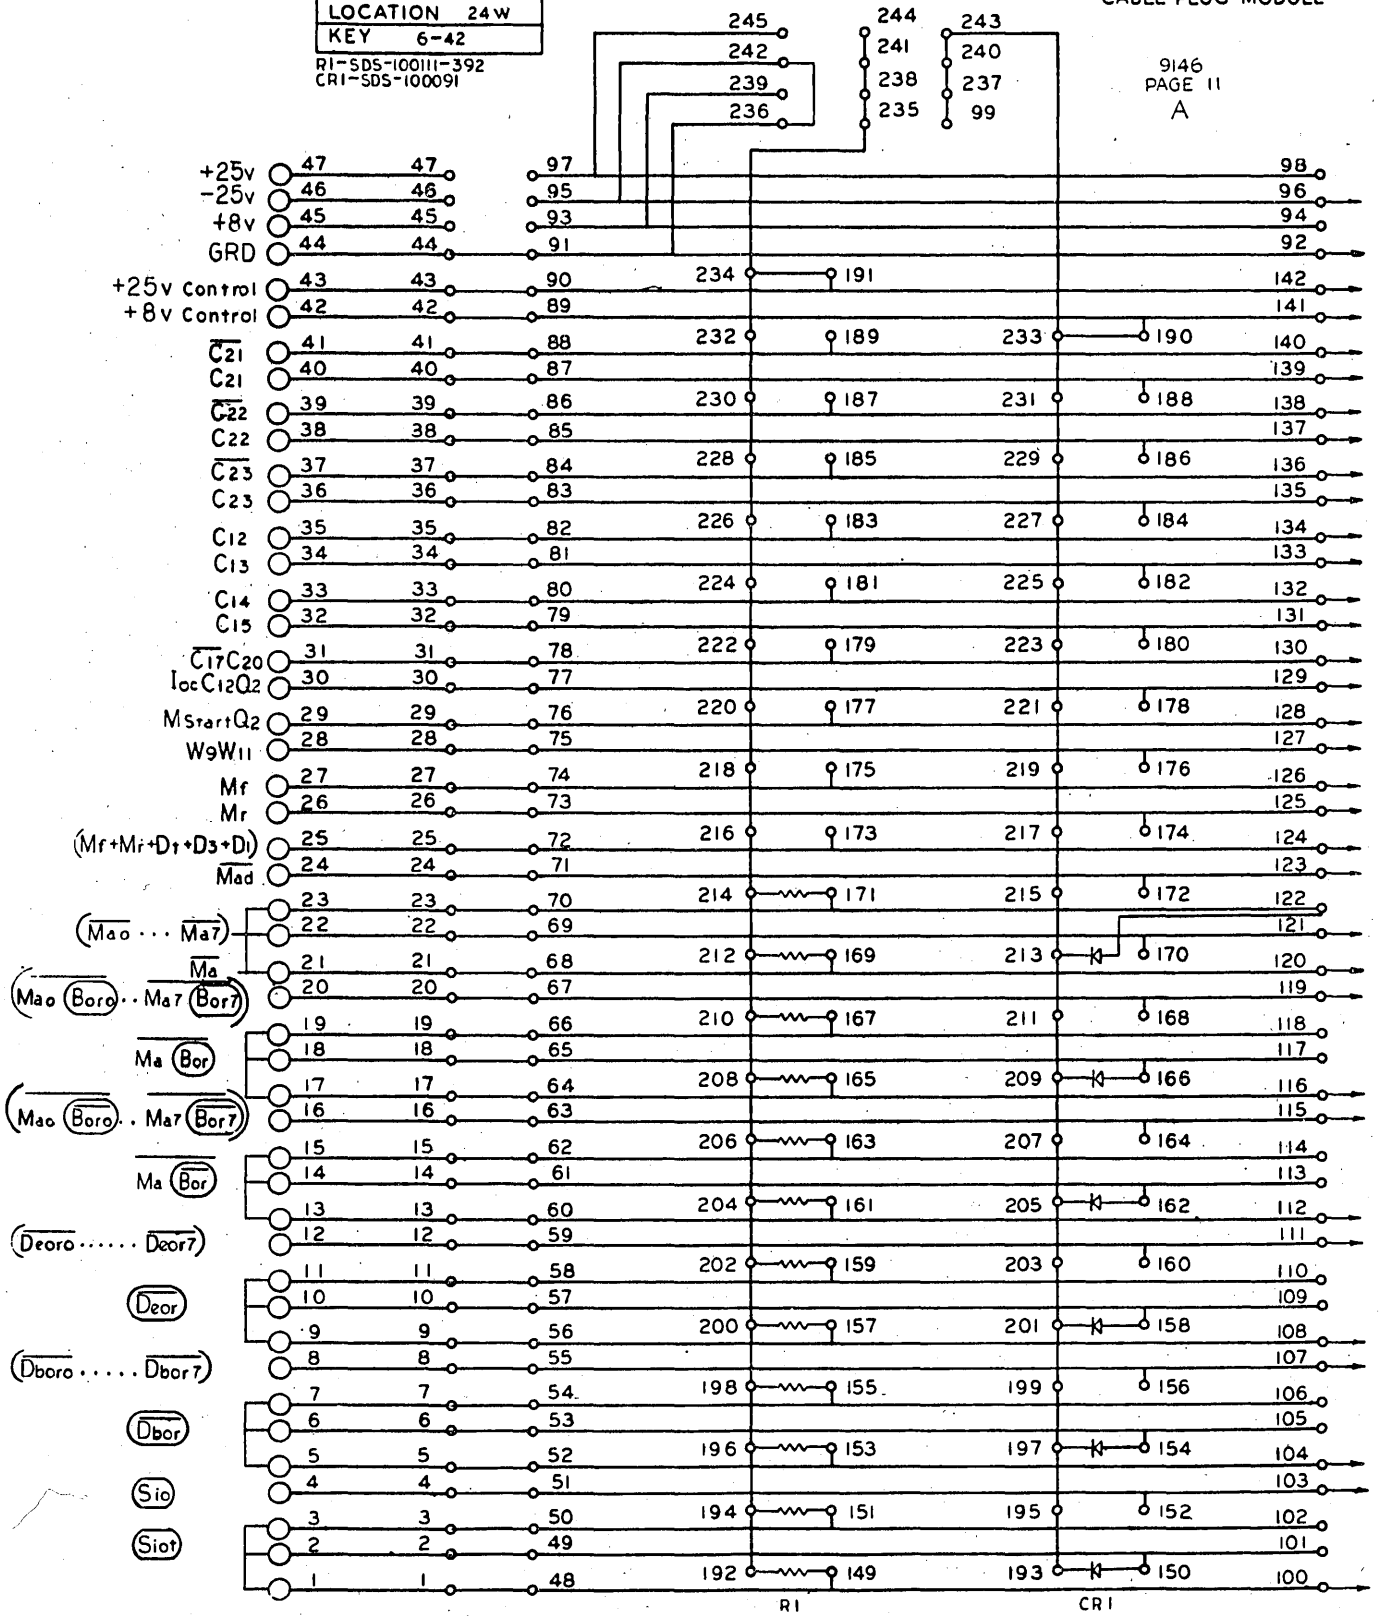 CABLE PLUG MODULE
LOCATION 24W
KEY 6-42
R1-SDS-100111-392
CR1-SDS-100091
9146
PAGE 11
A
245 244 243
242 241 240
239 238 237
236 235 99
+25v 47 47 97 98
-25v 46 46 95 96
+8v 45 45 93 94
GRD 44 44 91 92
234 191
+25v Control 43 43 90 142
+8v Control 42 42 89 141
232 189 233 190
C̅2̅1̅ 41 41 88 140
C21 40 40 87 139
230 187 231 188
C̅2̅2̅ 39 39 86 138
C22 38 38 85 137
228 185 229 186
C̅2̅3̅ 37 37 84 136
C23 36 36 83 135
226 183 227 184
C12 35 35 82 134
C13 34 34 81 133
224 181 225 182
C14 33 33 80 132
C15 32 32 79 131
222 179 223 180
C̅1̅7̅C20 31 31 78 130
IocC12Q2 30 30 77 129
220 177 221 178
MStartQ2 29 29 76 128
W9W11 28 28 75 127
218 175 219 176
Mf 27 27 74 126
Mr 26 26 73 125
216 173 217 174
(Mf+Mr+Dt+D3+D1) 25 25 72 124
M̅a̅d̅ 24 24 71 123
214 171 215 172
23 23 70 122
(M̅a̅o̅ ... M̅a̅7̅) 22 22 69 121
212 169 213 170
M̅a̅ 21 21 68 120
(Mao Boro .. Ma7 Bor7) 20 20 67 119
210 167 211 168
19 19 66 118
Ma Bor 18 18 65 117
208 165 209 166
17 17 64 116
(Mao Boro .. Ma7 Bor7) 16 16 63 115
206 163 207 164
15 15 62 114
Ma Bor 14 14 61 113
204 161 205 162
13 13 60 112
(D̅e̅o̅r̅o̅ ...... D̅e̅o̅r̅7̅) 12 12 59 111
202 159 203 160
11 11 58 110
D̅e̅o̅r̅ 10 10 57 109
200 157 201 158
9 9 56 108
(D̅b̅o̅r̅o̅ ..... D̅b̅o̅r̅7̅) 8 8 55 107
198 155 199 156
7 7 54 106
D̅b̅o̅r̅ 6 6 53 105
196 153 197 154
5 5 52 104
Sio 4 4 51 103
194 151 195 152
3 3 50 102
Siot 2 2 49 101
192 149 193 150
1 1 48 100
R1 CR1